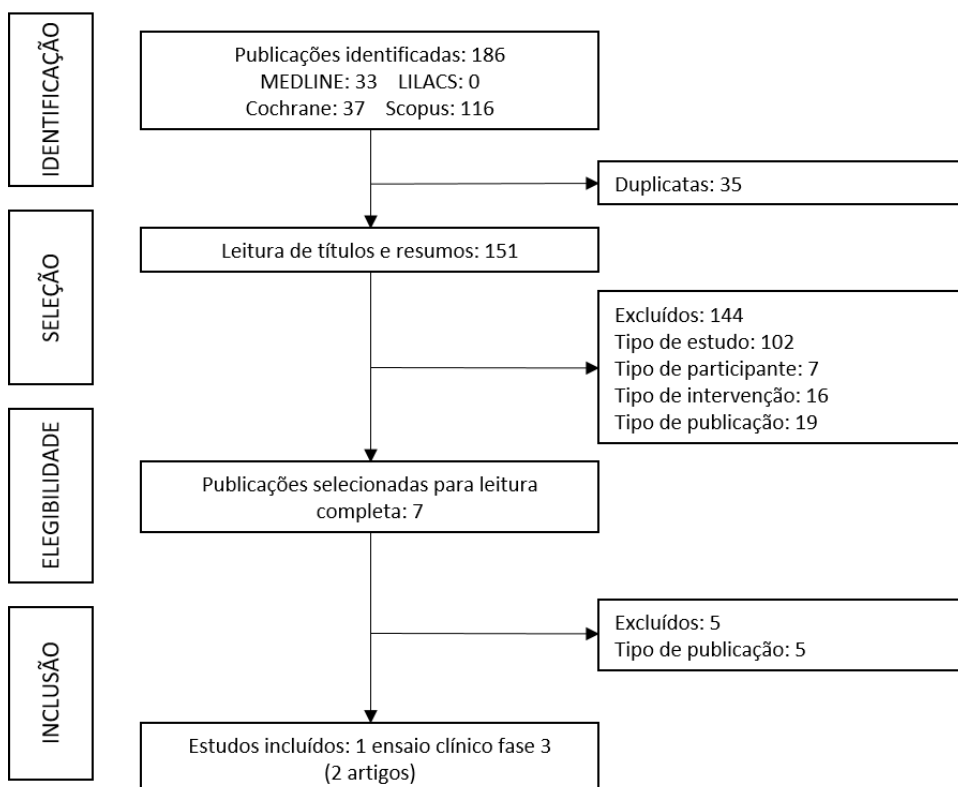 IDENTIFICAÇÃO
Publicações identificadas: 186
MEDLINE: 33 LILACS: 0
Cochrane: 37 Scopus: 116
Duplicatas: 35
SELEÇÃO
Leitura de títulos e resumos: 151
Excluídos: 144
Tipo de estudo: 102
Tipo de participante: 7
Tipo de intervenção: 16
Tipo de publicação: 19
ELEGIBILIDADE
Publicações selecionadas para leitura
completa: 7
Excluídos: 5
Tipo de publicação: 5
INCLUSÃO
Estudos incluídos: 1 ensaio clínico fase 3
(2 artigos)